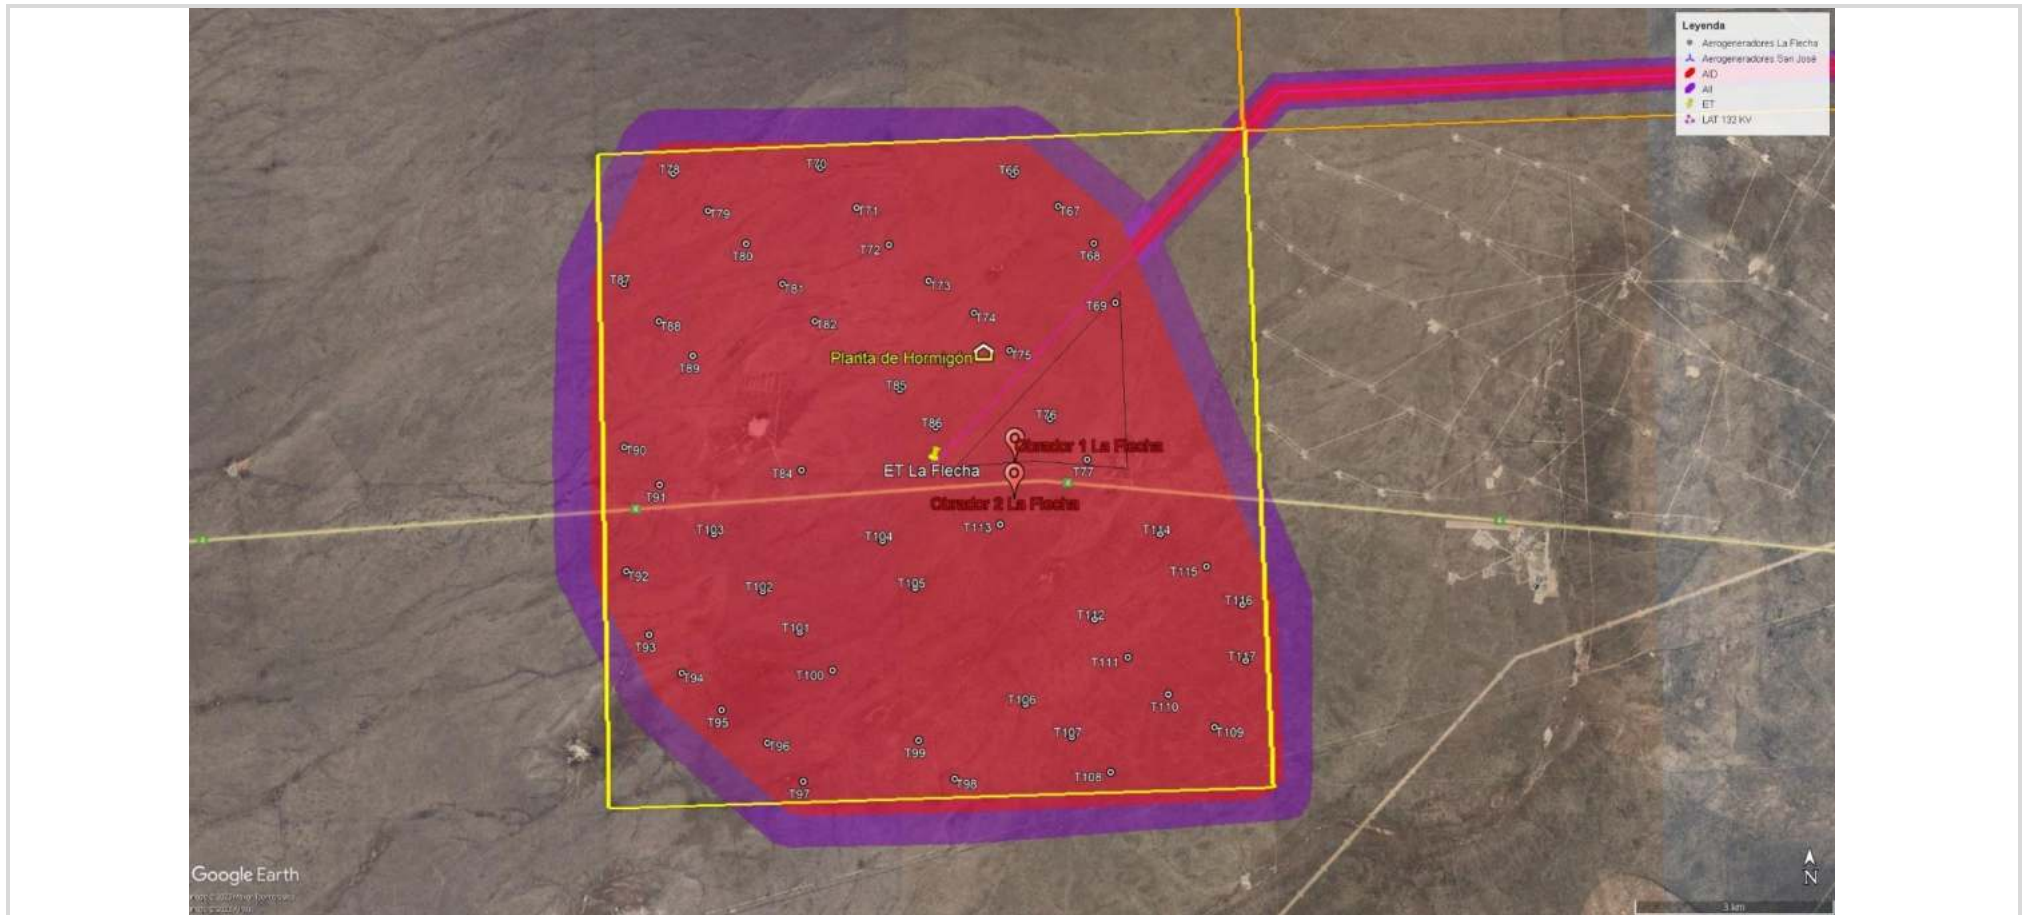 Leyenda
Aerogeneradores La Flecha
Aerogeneradores San José
AID
AII
ET
LAT 132 KV
T78
T70
T66
T79
T71
T67
T80
T72
T68
T87
T81
T73
T69
T88
T82
T74
T89
Planta de Hormigón
T75
T85
T86
T76
T90
Obrador 1 La Flecha
T84
ET La Flecha
T77
T91
Obrador 2 La Flecha
T103
T104
T113
T114
T92
T102
T105
T115
T116
T101
T112
T93
T94
T100
T111
T117
T95
T106
T110
T96
T99
T107
T109
T97
T98
T108
Google Earth
N
3 km